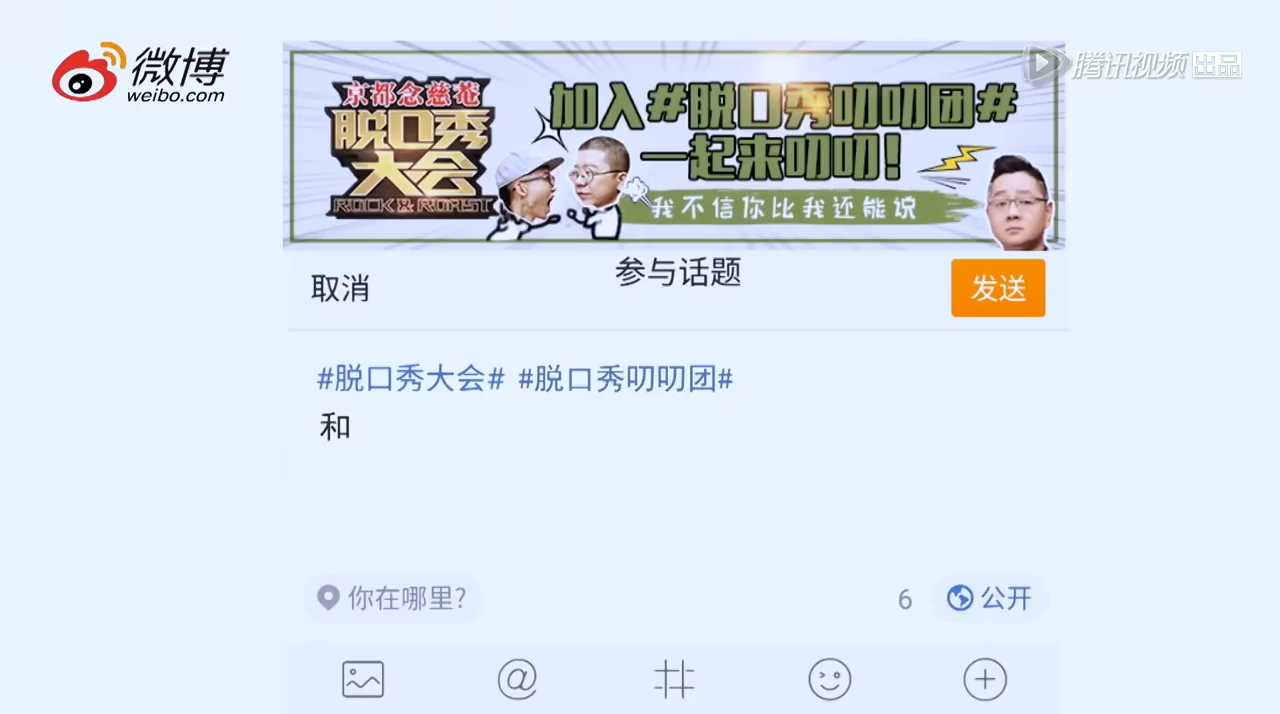 微博
weibo.com
腾讯视频 出品
京都念慈菴
脱口秀
大会
ROCK & ROAST
加入#脱口秀叨叨团#
一起来叨叨!
我不信你比我还能说
取消
参与话题
发送
#脱口秀大会# #脱口秀叨叨团#
和
你在哪里?
6
公开